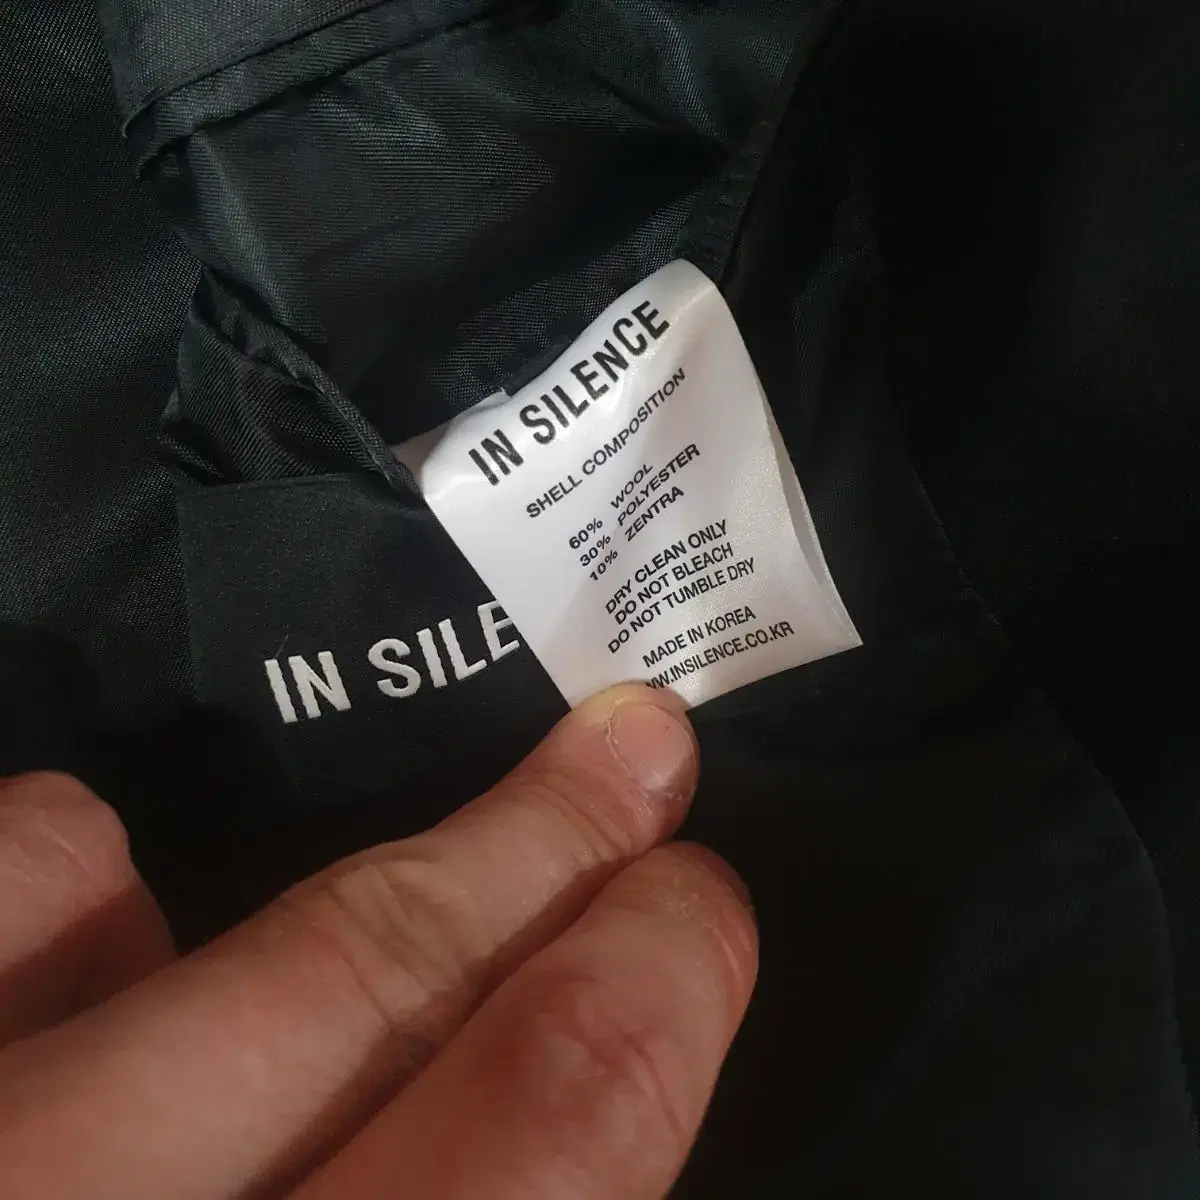 IN SILENCE
SHELL COMPOSITION
60% WOOL
30% POLYESTER
10% ZENTRA
DRY CLEAN ONLY
DO NOT BLEACH
DO NOT TUMBLE DRY
MADE IN KOREA
WW.INSILENCE.CO.KR
IN SILE